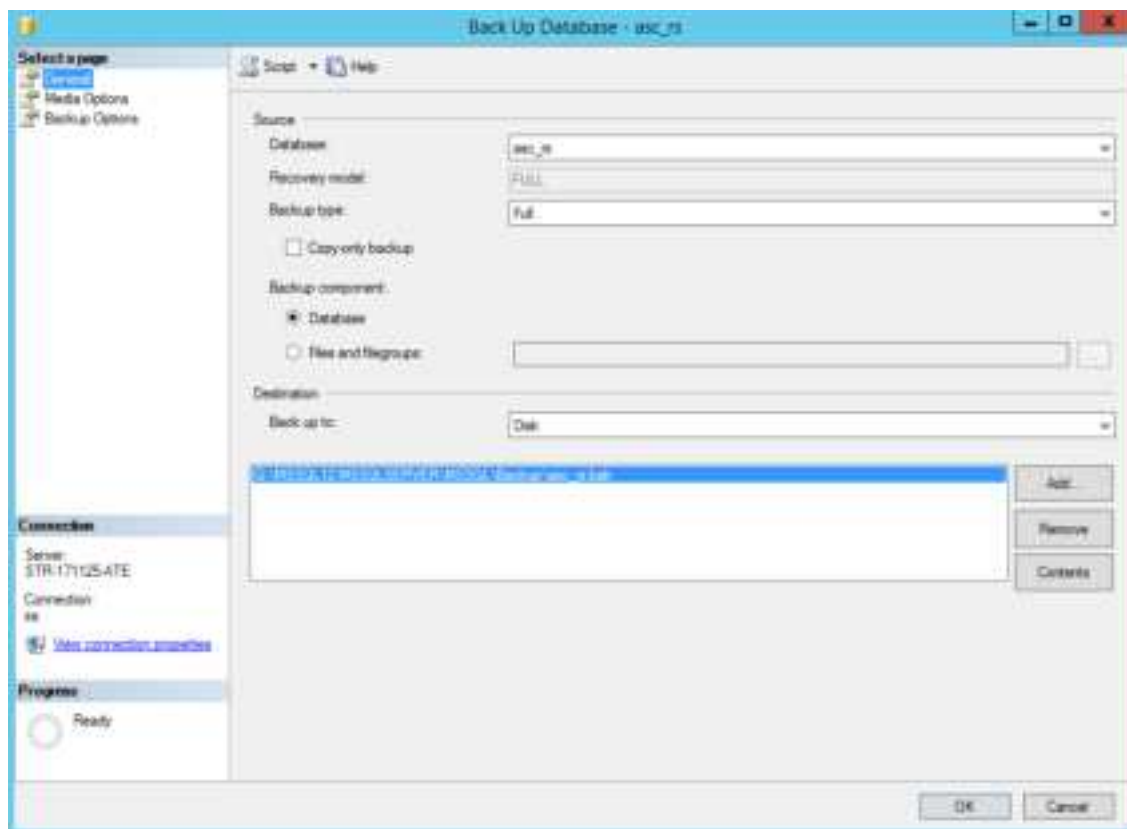 Back Up Database - asc_rs
Select a page
General
Media Options
Backup Options
Script Help
Source
Database:
asc_rs
Recovery model:
FULL
Backup type:
Full
Copy-only backup
Backup component:
Database
Files and filegroups:
Destination
Back up to:
Disk
Add...
Remove
Contents
Connection
Server:
STR-171125-ATE
Connection:
sa
View connection properties
Progress
Ready
OK
Cancel